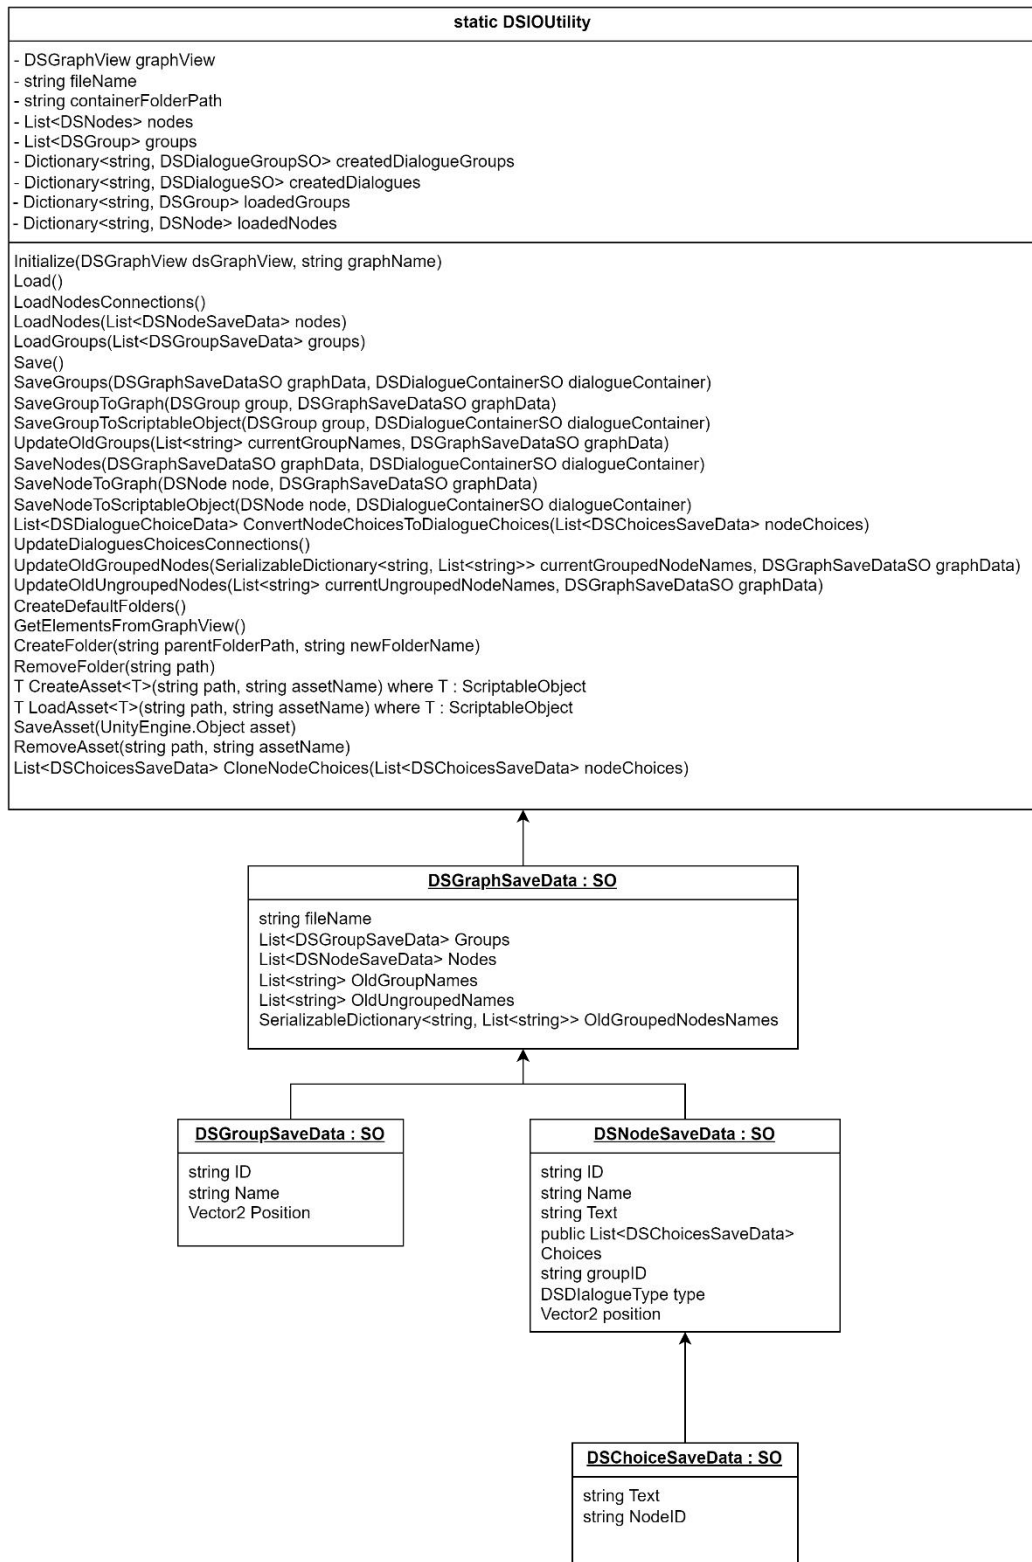 static DSIOUtility
- DSGraphView graphView
- string fileName
- string containerFolderPath
- List<DSNodes> nodes
- List<DSGroup> groups
- Dictionary<string, DSDialogueGroupSO> createdDialogueGroups
- Dictionary<string, DSDialogueSO> createdDialogues
- Dictionary<string, DSGroup> loadedGroups
- Dictionary<string, DSNode> loadedNodes
Initialize(DSGraphView dsGraphView, string graphName)
Load()
LoadNodesConnections()
LoadNodes(List<DSNodeSaveData> nodes)
LoadGroups(List<DSGroupSaveData> groups)
Save()
SaveGroups(DSGraphSaveDataSO graphData, DSDialogueContainerSO dialogueContainer)
SaveGroupToGraph(DSGroup group, DSGraphSaveDataSO graphData)
SaveGroupToScriptableObject(DSGroup group, DSDialogueContainerSO dialogueContainer)
UpdateOldGroups(List<string> currentGroupNames, DSGraphSaveDataSO graphData)
SaveNodes(DSGraphSaveDataSO graphData, DSDialogueContainerSO dialogueContainer)
SaveNodeToGraph(DSNode node, DSGraphSaveDataSO graphData)
SaveNodeToScriptableObject(DSNode node, DSDialogueContainerSO dialogueContainer)
List<DSDialogueChoiceData> ConvertNodeChoicesToDialogueChoices(List<DSChoicesSaveData> nodeChoices)
UpdateDialoguesChoicesConnections()
UpdateOldGroupedNodes(SerializableDictionary<string, List<string>> currentGroupedNodeNames, DSGraphSaveDataSO graphData)
UpdateOldUngroupedNodes(List<string> currentUngroupedNodeNames, DSGraphSaveDataSO graphData)
CreateDefaultFolders()
GetElementsFromGraphView()
CreateFolder(string parentFolderPath, string newFolderName)
RemoveFolder(string path)
T CreateAsset<T>(string path, string assetName) where T : ScriptableObject
T LoadAsset<T>(string path, string assetName) where T : ScriptableObject
SaveAsset(UnityEngine.Object asset)
RemoveAsset(string path, string assetName)
List<DSChoicesSaveData> CloneNodeChoices(List<DSChoicesSaveData> nodeChoices)
DSGraphSaveData : SO
string fileName
List<DSGroupSaveData> Groups
List<DSNodeSaveData> Nodes
List<string> OldGroupNames
List<string> OldUngroupedNames
SerializableDictionary<string, List<string>> OldGroupedNodesNames
DSGroupSaveData : SO
string ID
string Name
Vector2 Position
DSNodeSaveData : SO
string ID
string Name
string Text
public List<DSChoicesSaveData>
Choices
string groupID
DSDIalogueType type
Vector2 position
DSChoiceSaveData : SO
string Text
string NodeID